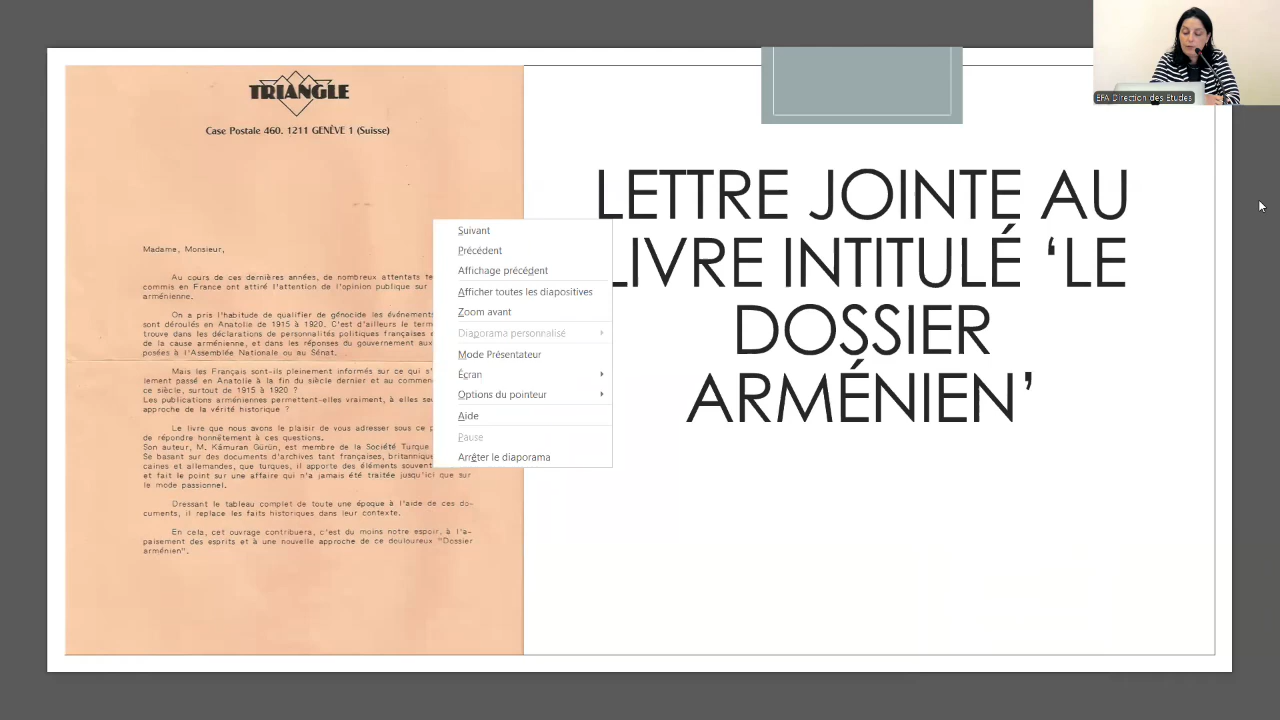 TRIANGLE
Case Postale 460. 1211 GENÈVE 1 (Suisse)
Madame, Monsieur,
Au cours de ces dernières années, de nombreux attentats te
commis en France ont attiré l'attention de l'opinion publique sur
arménienne.
On a pris l'habitude de qualifier de génocide les événements
sont déroulés en Anatolie de 1915 à 1920. C'est d'ailleurs le term
trouve dans les déclarations de personnalités politiques françaises
de la cause arménienne, et dans les réponses du gouvernement aux
posées à l'Assemblée Nationale ou au Sénat.
Mais les Français sont-ils pleinement informés sur ce qui s'
lement passé en Anatolie à la fin du siècle dernier et au commen
ce siècle, surtout de 1915 à 1920 ?
Les publications arméniennes permettent-elles vraiment, à elles seu
approche de la vérité historique ?
Le livre que nous avons le plaisir de vous adresser sous ce p
de répondre honnêtement à ces questions.
Son auteur, M. Kâmuran Gürün, est membre de la Société Turque
Se basant sur des documents d'archives tant françaises, britanniqu
caines et allemandes, que turques, il apporte des éléments souvent
et fait le point sur une affaire qui n'a jamais été traitée jusqu'ici que sur
le mode passionnel.
Dressant le tableau complet de toute une époque à l'aide de ces do-
cuments, il replace les faits historiques dans leur contexte.
En cela, cet ouvrage contribuera, c'est du moins notre espoir, à l'a-
paisement des esprits et à une nouvelle approche de ce douloureux "Dossier
arménien".
Suivant
Précédent
Affichage précédent
Afficher toutes les diapositives
Zoom avant
Diaporama personnalisé
Mode Présentateur
Écran
Options du pointeur
Aide
Pause
Arrêter le diaporama
LETTRE JOINTE AU
LIVRE INTITULÉ ‘LE
DOSSIER
ARMÉNIEN’
EFA Direction des Etudes